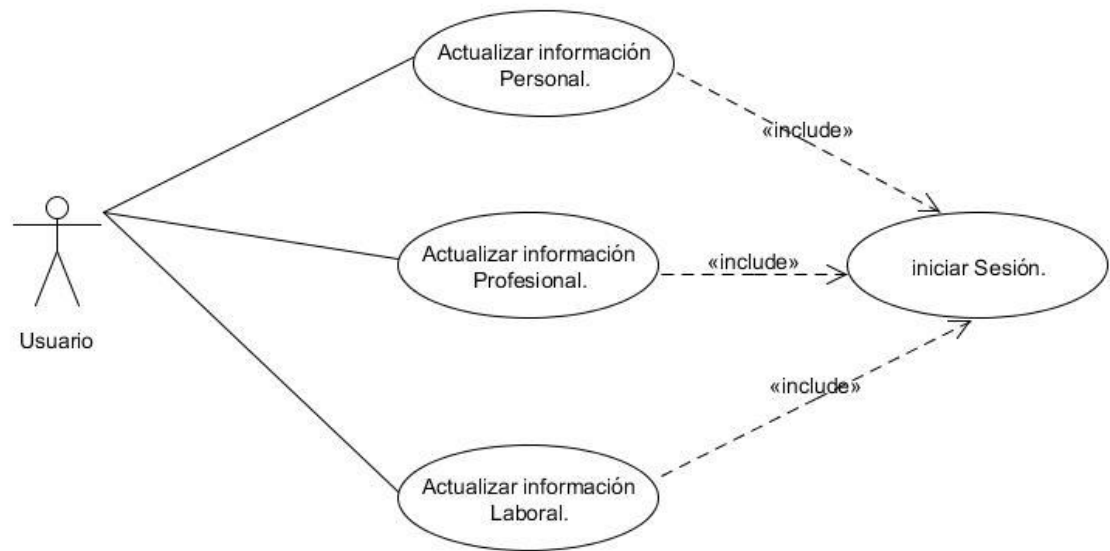 Actualizar información
Personal.
«include»
Actualizar información
Profesional.
«include»
iniciar Sesión.
Usuario
«include»
Actualizar información
Laboral.